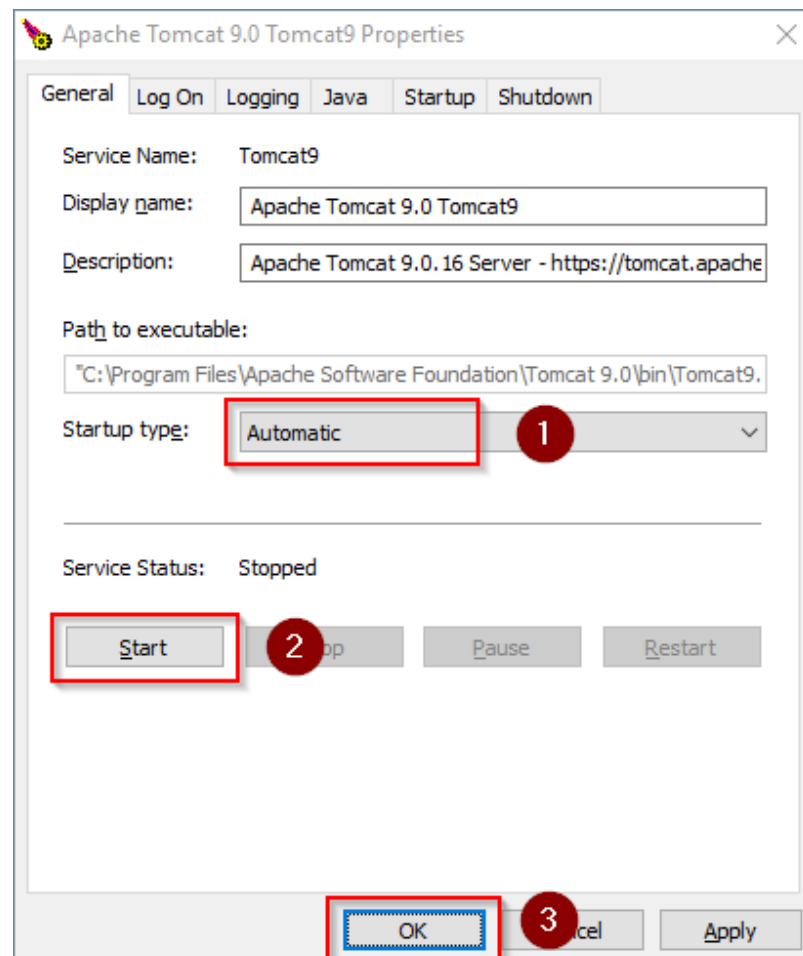 Apache Tomcat 9.0 Tomcat9 Properties
General Log On Logging Java Startup Shutdown
Service Name: Tomcat9
Display name: Apache Tomcat 9.0 Tomcat9
Description: Apache Tomcat 9.0.16 Server - https://tomcat.apache
Path to executable:
"C:\Program Files\Apache Software Foundation\Tomcat 9.0\bin\Tomcat9.
Startup type: Automatic 1
Service Status: Stopped
Start 2 op Pause Restart
OK 3 cel Apply